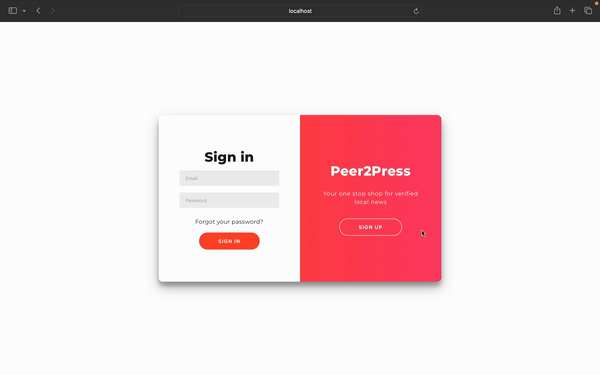 localhost
Sign in
Email
Password
Forgot your password?
SIGN IN
Peer2Press
Your one stop shop for verified
local news
SIGN UP